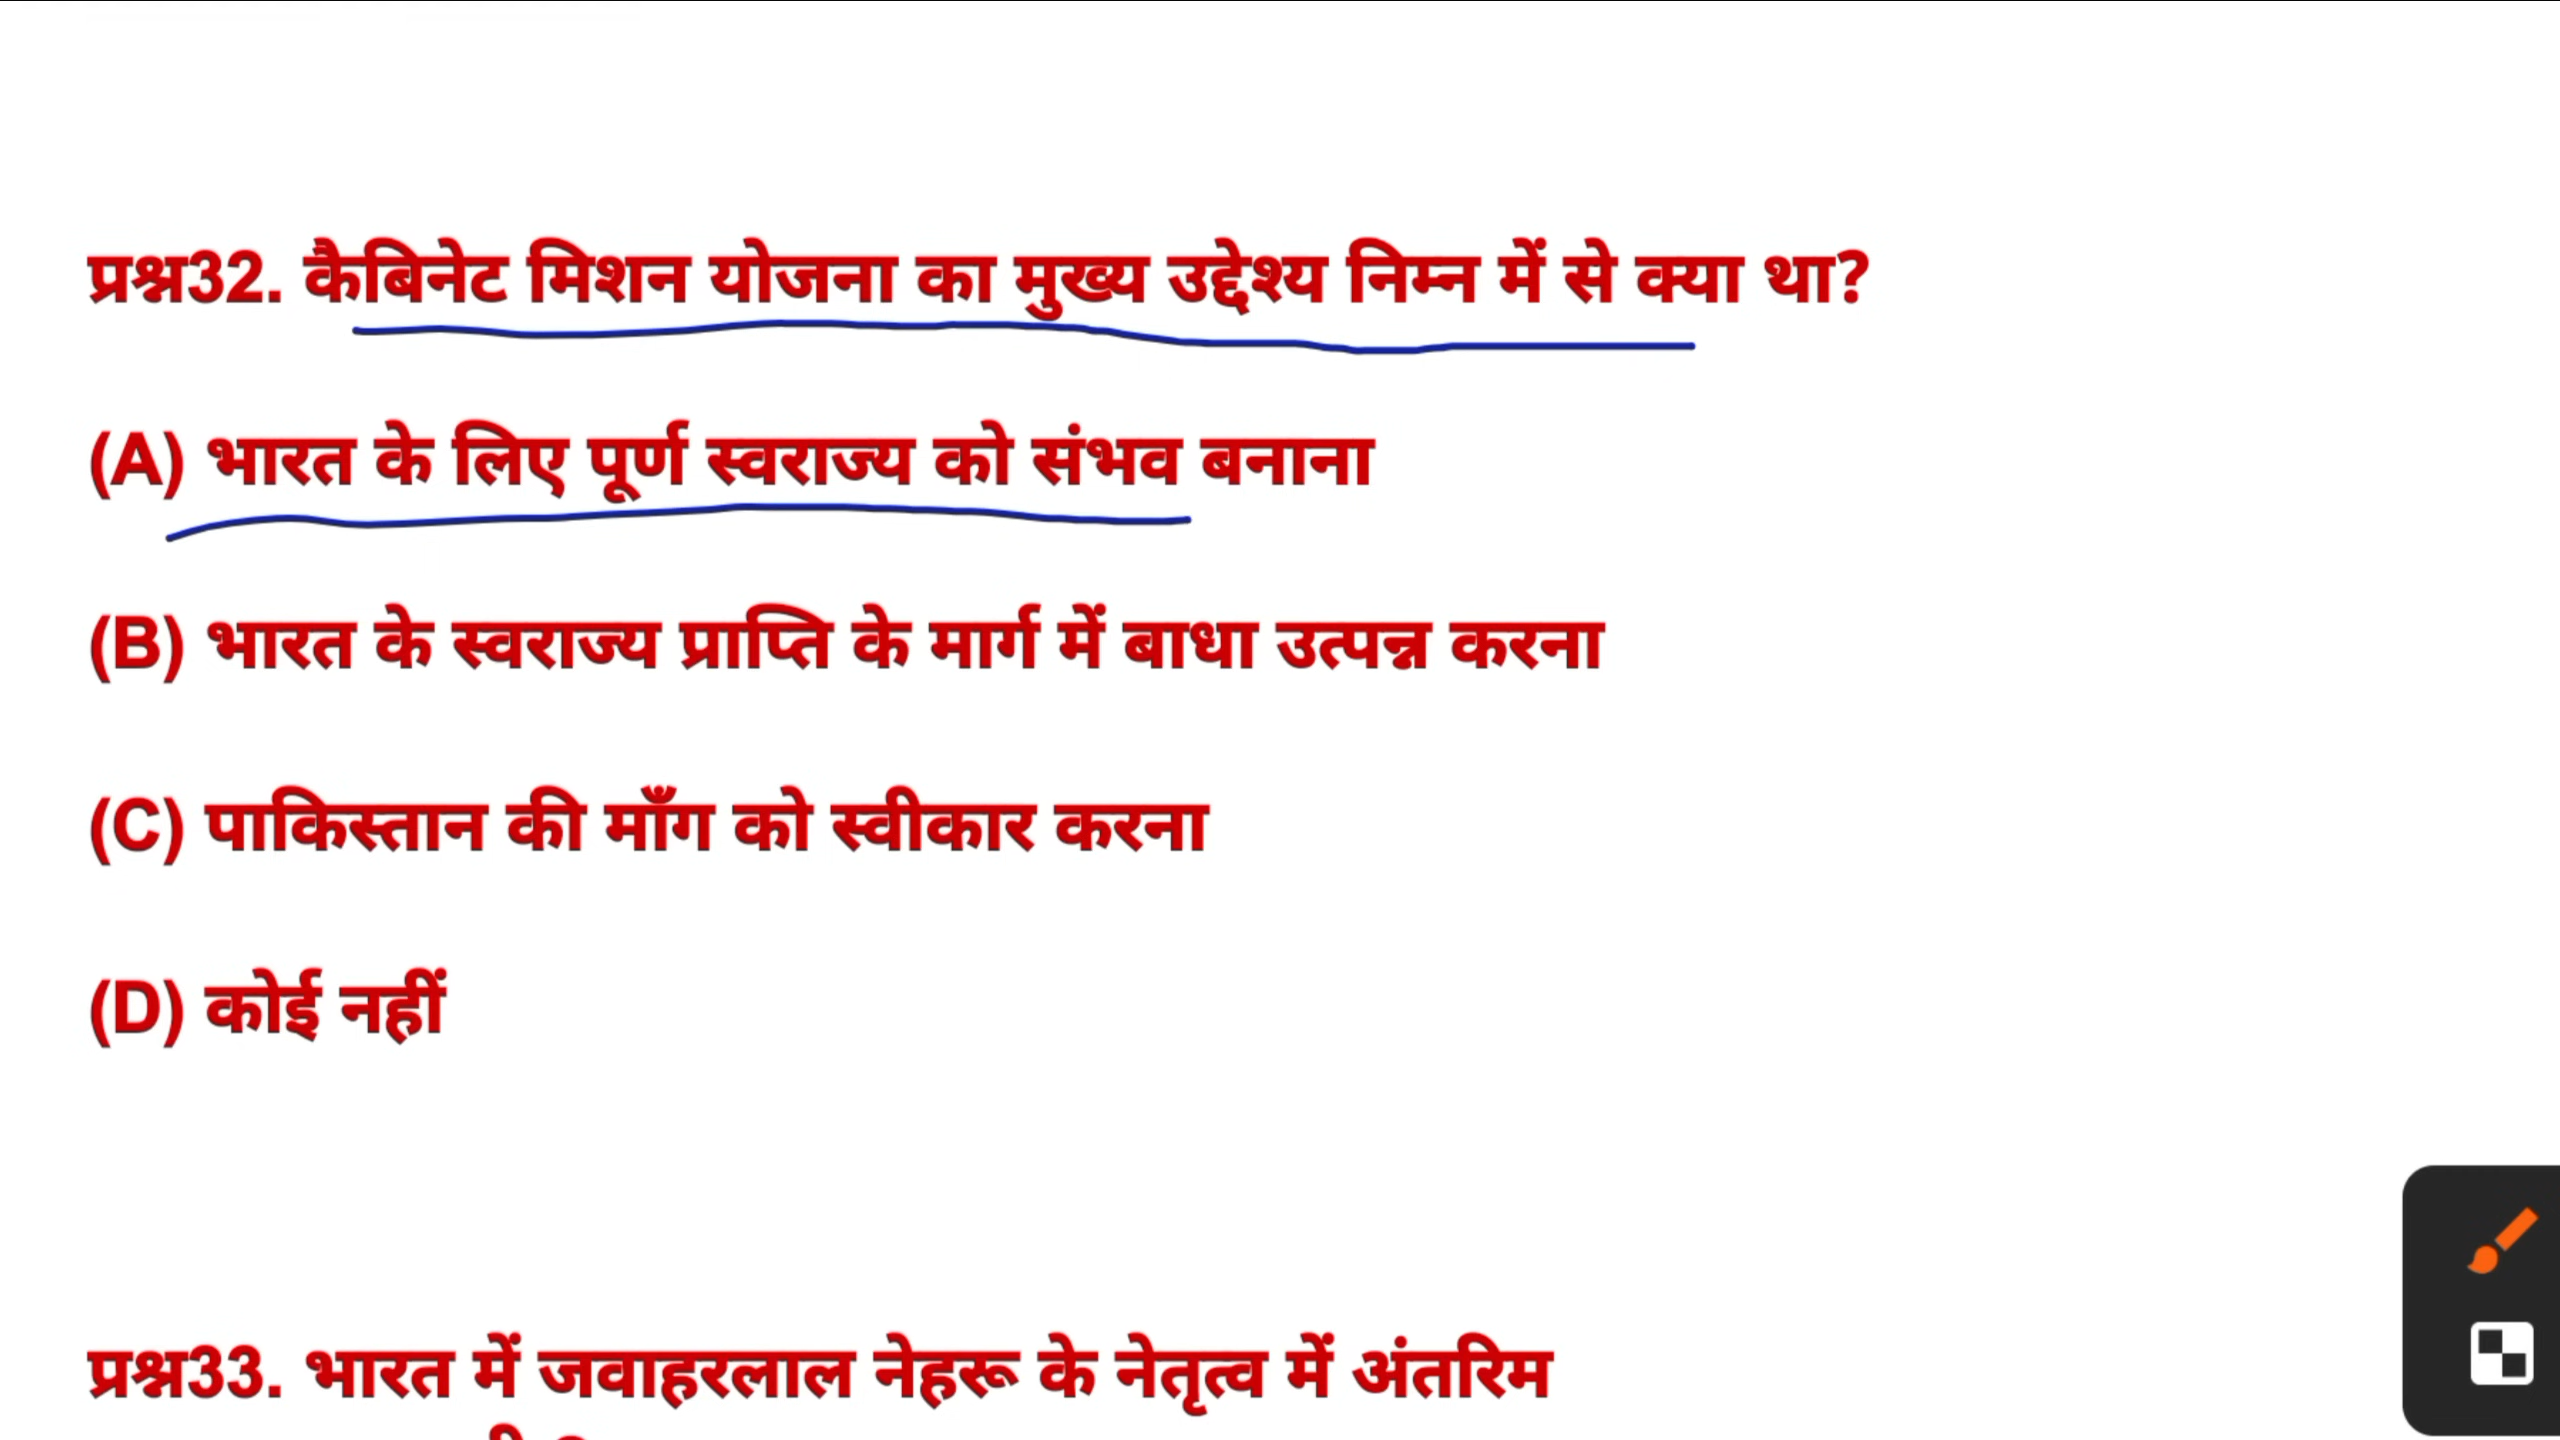 प्रश्न32. कैबिनेट मिशन योजना का मुख्य उद्देश्य निम्न में से क्या था?
(A) भारत के लिए पूर्ण स्वराज्य को संभव बनाना
(B) भारत के स्वराज्य प्राप्ति के मार्ग में बाधा उत्पन्न करना
(C) पाकिस्तान की माँग को स्वीकार करना
(D) कोई नहीं
प्रश्न33. भारत में जवाहरलाल नेहरू के नेतृत्व में अंतरिम